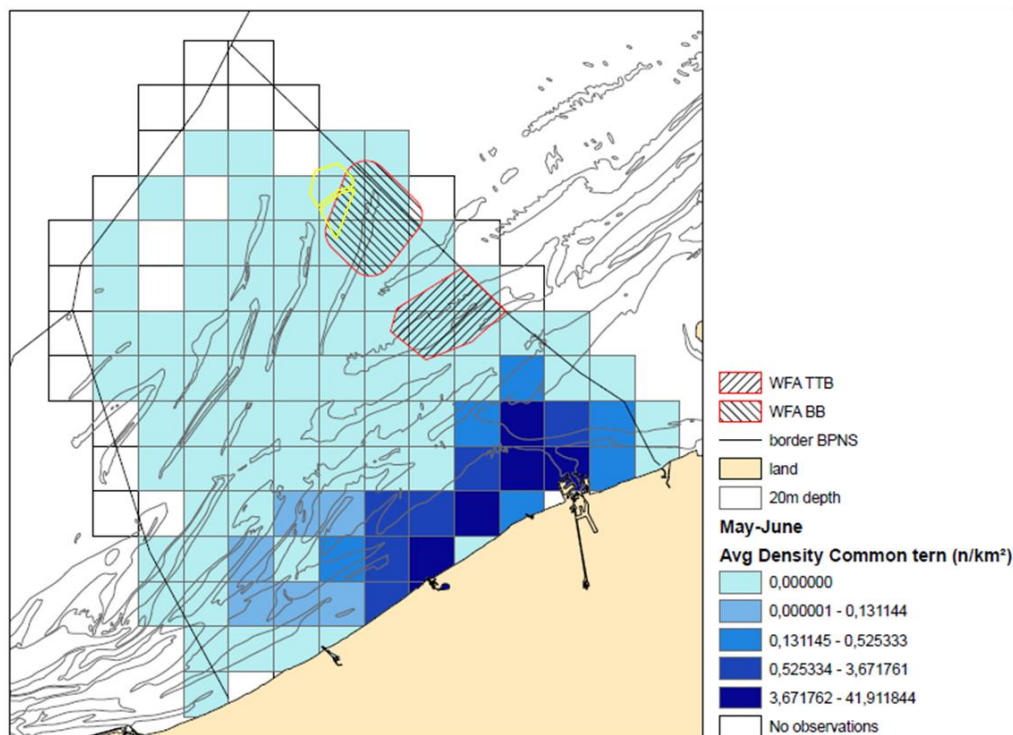 WFA TTB
WFA BB
border BPNS
land
20m depth
May-June
Avg Density Common tern (n/km²)
0,000000
0,000001 - 0,131144
0,131145 - 0,525333
0,525334 - 3,671761
3,671762 - 41,911844
No observations